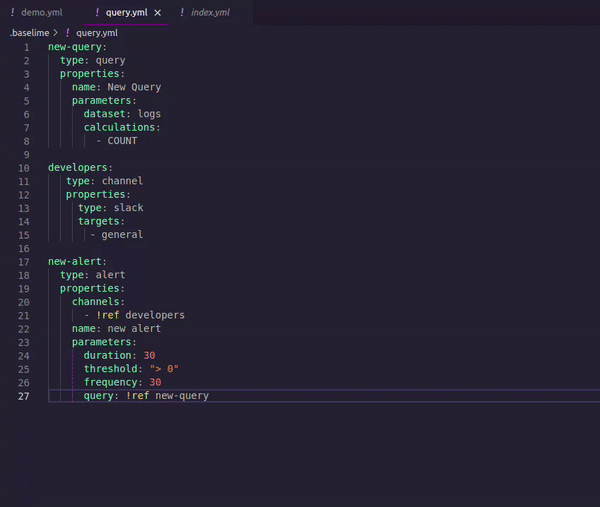 ! demo.yml ! query.yml × ! index.yml
.baselime > ! query.yml
1 new-query:
2 type: query
3 properties:
4 name: New Query
5 parameters:
6 dataset: logs
7 calculations:
8 - COUNT
9
10 developers:
11 type: channel
12 properties:
13 type: slack
14 targets:
15 - general
16
17 new-alert:
18 type: alert
19 properties:
20 channels:
21 - !ref developers
22 name: new alert
23 parameters:
24 duration: 30
25 threshold: "> 0"
26 frequency: 30
27 query: !ref new-query